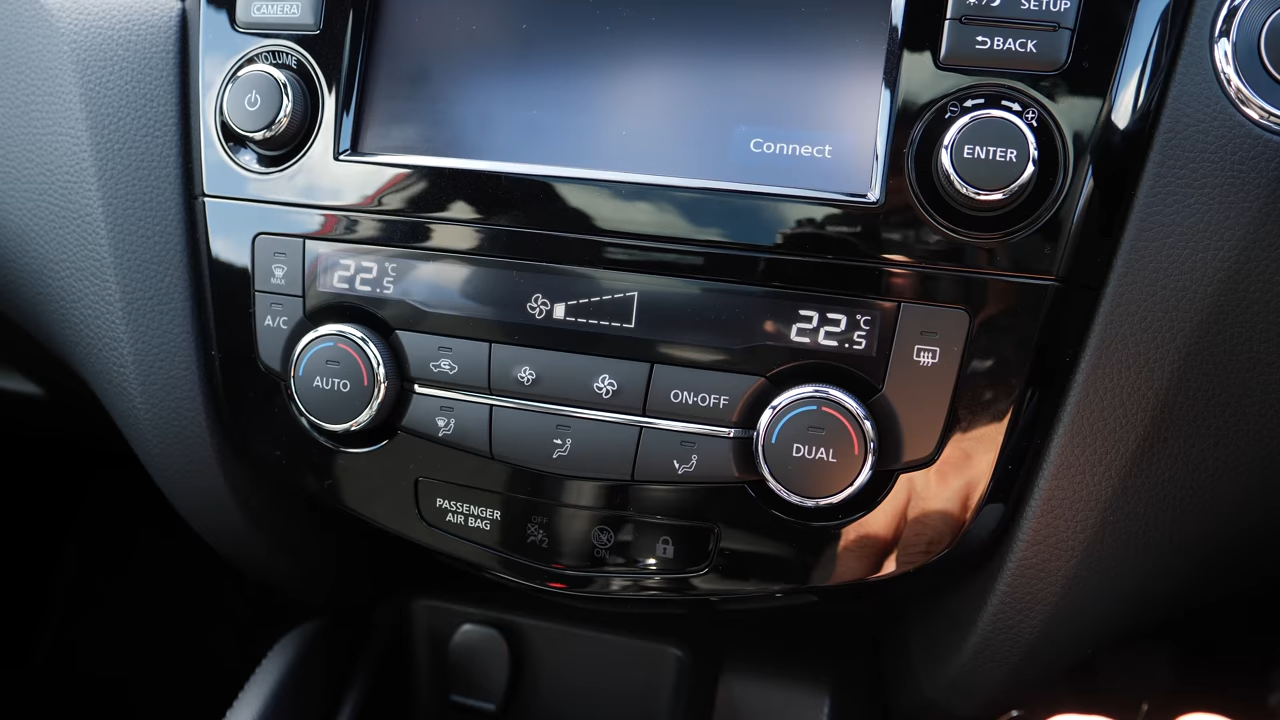 CAMERA
SETUP
BACK
VOLUME
ENTER
Connect
MAX
22.5°C
22.5°C
A/C
AUTO
ON·OFF
DUAL
PASSENGER
AIR BAG
OFF
2
ON